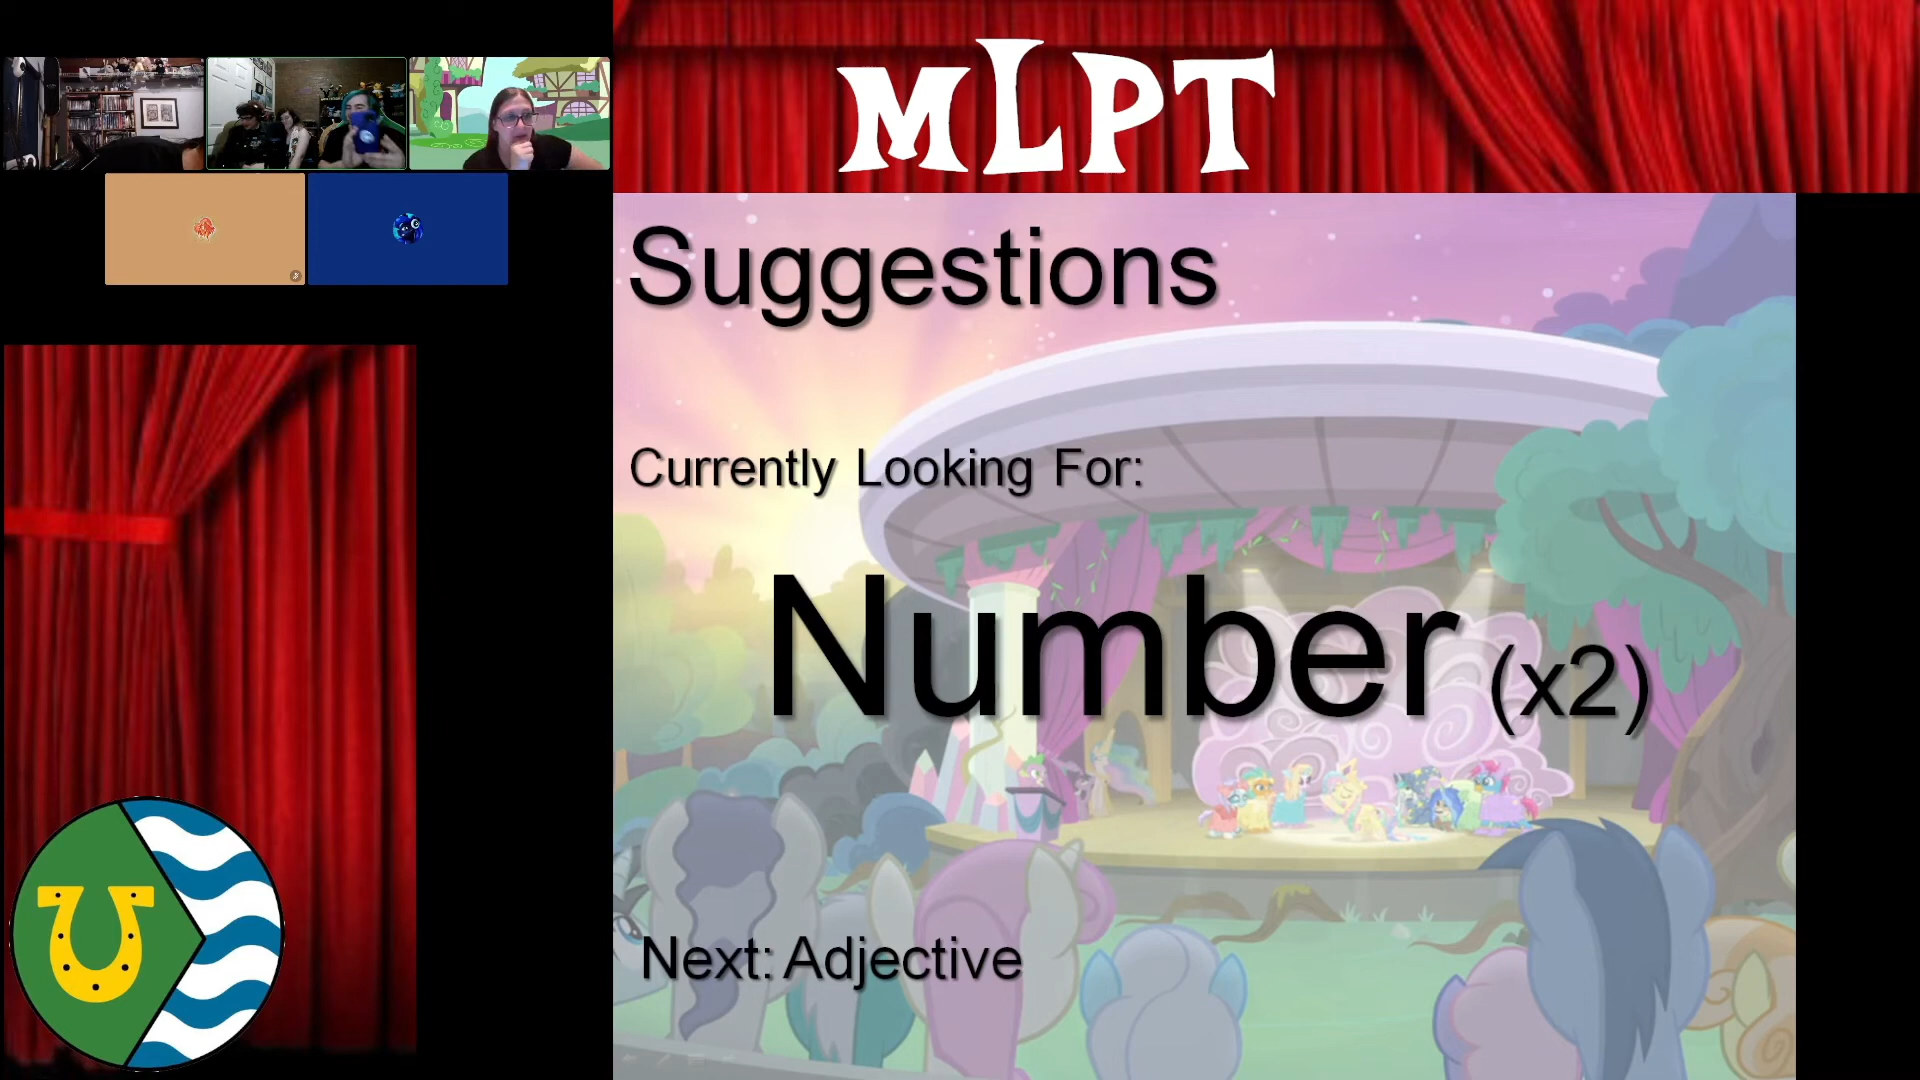 MLPT
Suggestions
Currently Looking For:
Number (x2)
Next: Adjective